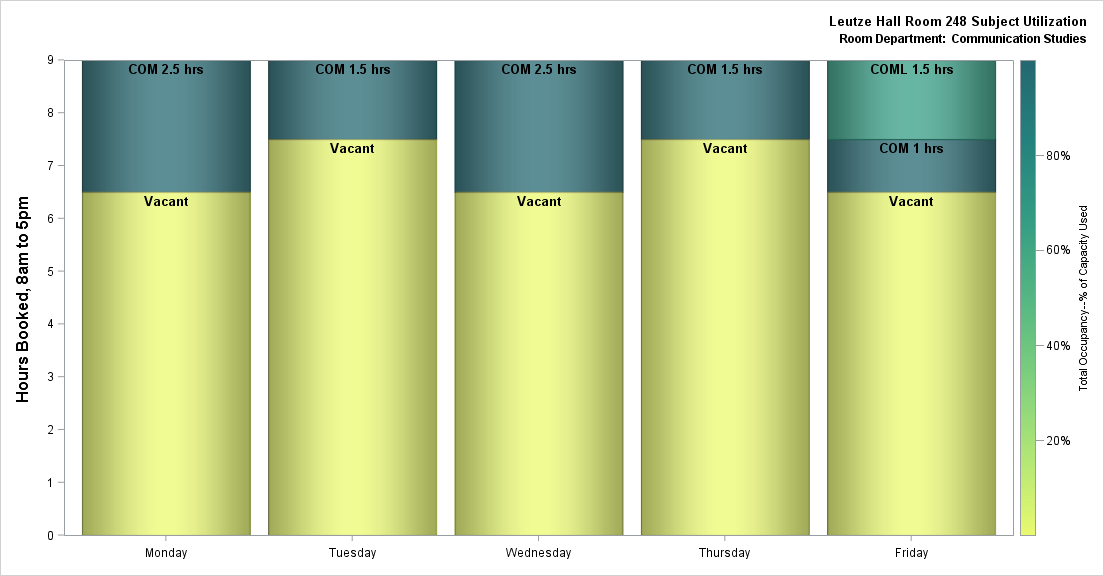 Leutze Hall Room 248 Subject Utilization
Room Department: Communication Studies
Hours Booked, 8am to 5pm
9
8
7
6
5
4
3
2
1
0
COM 2.5 hrs
Vacant
COM 1.5 hrs
Vacant
COM 2.5 hrs
Vacant
COM 1.5 hrs
Vacant
COML 1.5 hrs
COM 1 hrs
Vacant
Monday
Tuesday
Wednesday
Thursday
Friday
80%
60%
40%
20%
Total Occupancy--% of Capacity Used